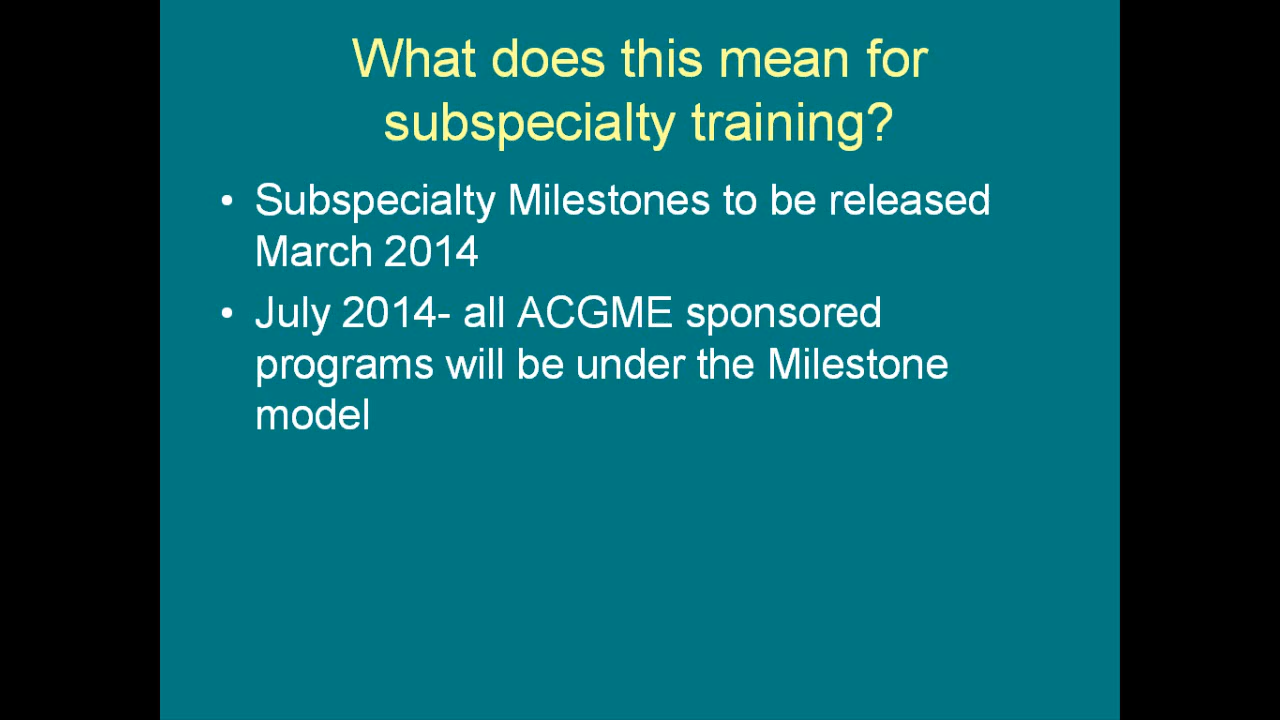 What does this mean for
subspecialty training?
• Subspecialty Milestones to be released
March 2014
• July 2014- all ACGME sponsored
programs will be under the Milestone
model